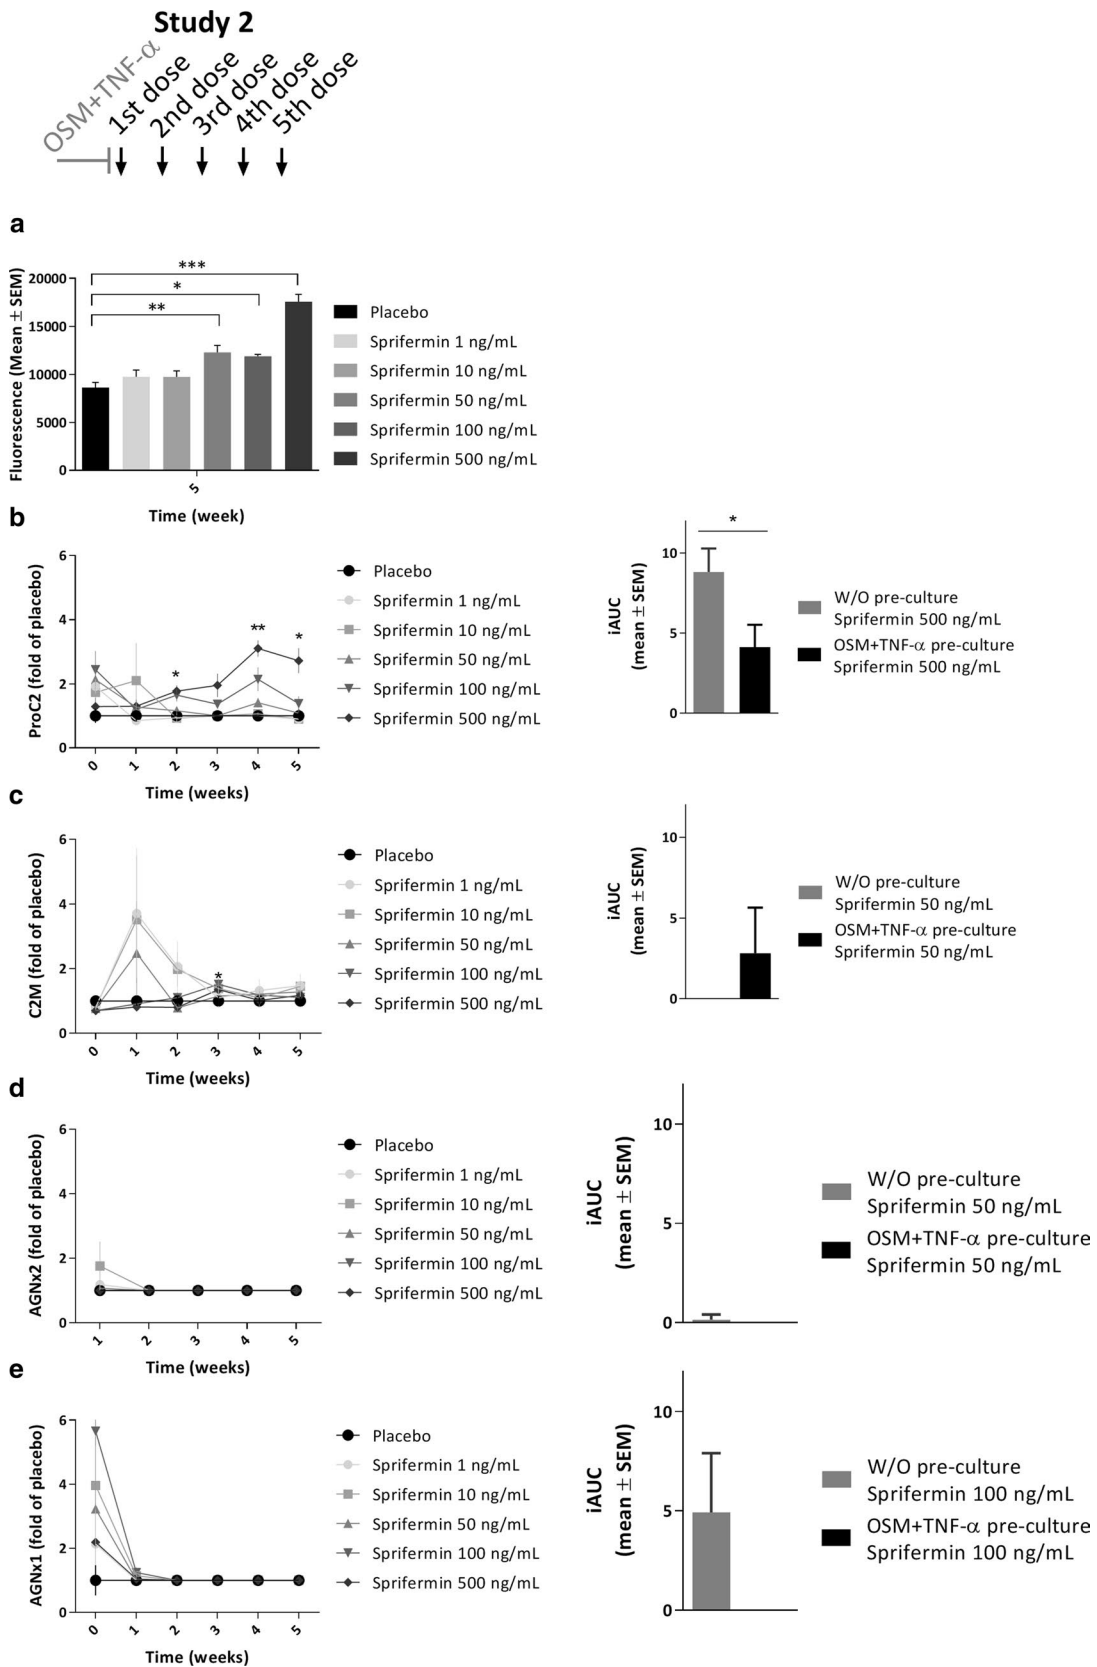 Study 2
OSM+TNF-α
1st dose
2nd dose
3rd dose
4th dose
5th dose
a
Fluorescence (Mean ± SEM)
20000
15000
10000
5000
0
***
*
**
5
Time (week)
Placebo
Sprifermin 1 ng/mL
Sprifermin 10 ng/mL
Sprifermin 50 ng/mL
Sprifermin 100 ng/mL
Sprifermin 500 ng/mL
b
ProC2 (fold of placebo)
6
4
2
0
*
**
*
0 1 2 3 4 5
Time (weeks)
Placebo
Sprifermin 1 ng/mL
Sprifermin 10 ng/mL
Sprifermin 50 ng/mL
Sprifermin 100 ng/mL
Sprifermin 500 ng/mL
iAUC
(mean ± SEM)
10
5
0
*
W/O pre-culture
Sprifermin 500 ng/mL
OSM+TNF-α pre-culture
Sprifermin 500 ng/mL
c
C2M (fold of placebo)
6
4
2
0
*
0 1 2 3 4 5
Time (weeks)
Placebo
Sprifermin 1 ng/mL
Sprifermin 10 ng/mL
Sprifermin 50 ng/mL
Sprifermin 100 ng/mL
Sprifermin 500 ng/mL
iAUC
(mean ± SEM)
10
5
0
W/O pre-culture
Sprifermin 50 ng/mL
OSM+TNF-α pre-culture
Sprifermin 50 ng/mL
d
AGNx2 (fold of placebo)
6
4
2
0
1 2 3 4 5
Time (weeks)
Placebo
Sprifermin 1 ng/mL
Sprifermin 10 ng/mL
Sprifermin 50 ng/mL
Sprifermin 100 ng/mL
Sprifermin 500 ng/mL
iAUC
(mean ± SEM)
10
5
0
W/O pre-culture
Sprifermin 50 ng/mL
OSM+TNF-α pre-culture
Sprifermin 50 ng/mL
e
AGNx1 (fold of placebo)
6
4
2
0
0 1 2 3 4 5
Time (weeks)
Placebo
Sprifermin 1 ng/mL
Sprifermin 10 ng/mL
Sprifermin 50 ng/mL
Sprifermin 100 ng/mL
Sprifermin 500 ng/mL
iAUC
(mean ± SEM)
10
5
0
W/O pre-culture
Sprifermin 100 ng/mL
OSM+TNF-α pre-culture
Sprifermin 100 ng/mL